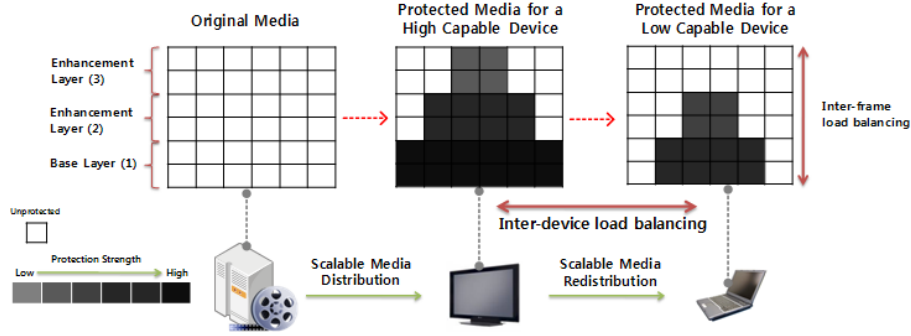 Original Media
Protected Media for a
High Capable Device
Protected Media for a
Low Capable Device
Enhancement
Layer (3)
Enhancement
Layer (2)
Base Layer (1)
Inter-frame
load balancing
Unprotected
Inter-device load balancing
Protection Strength
Low
High
Scalable Media
Distribution
Scalable Media
Redistribution